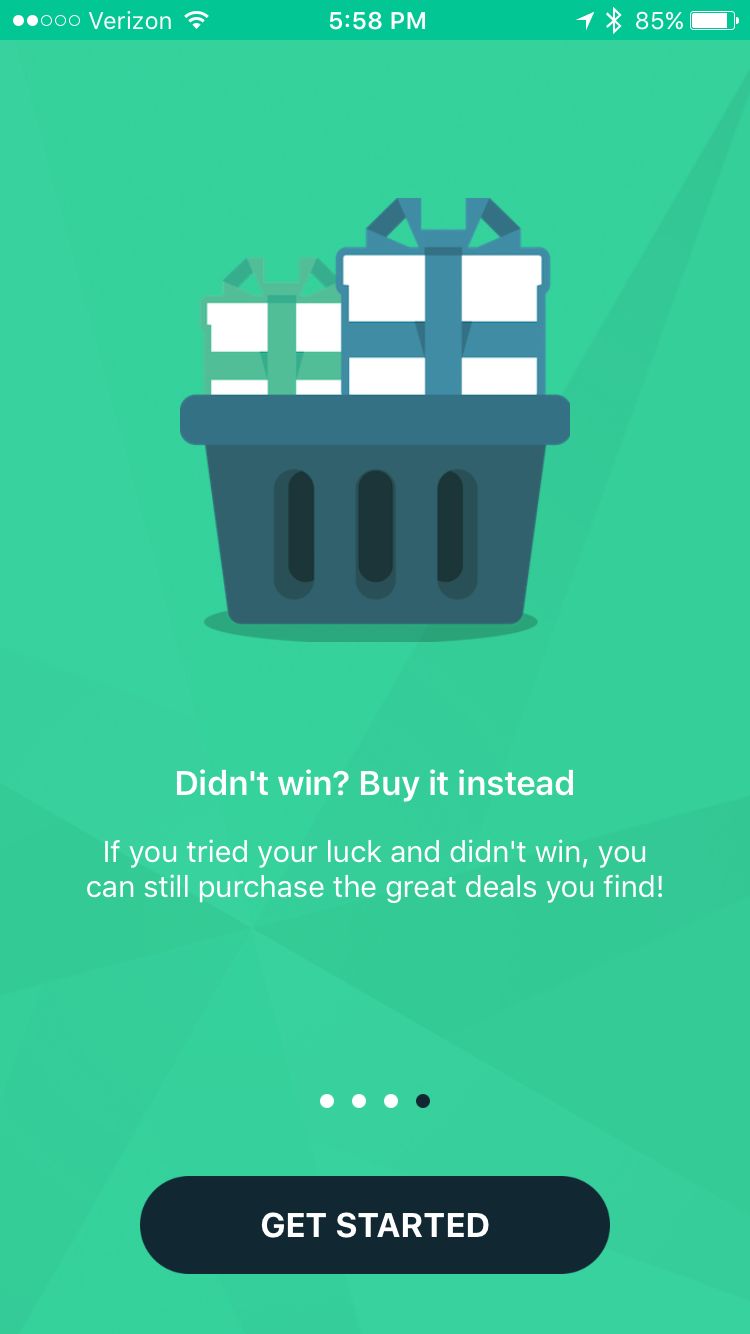 Verizon 5:58 PM 85%
Didn't win? Buy it instead
If you tried your luck and didn't win, you
can still purchase the great deals you find!
GET STARTED